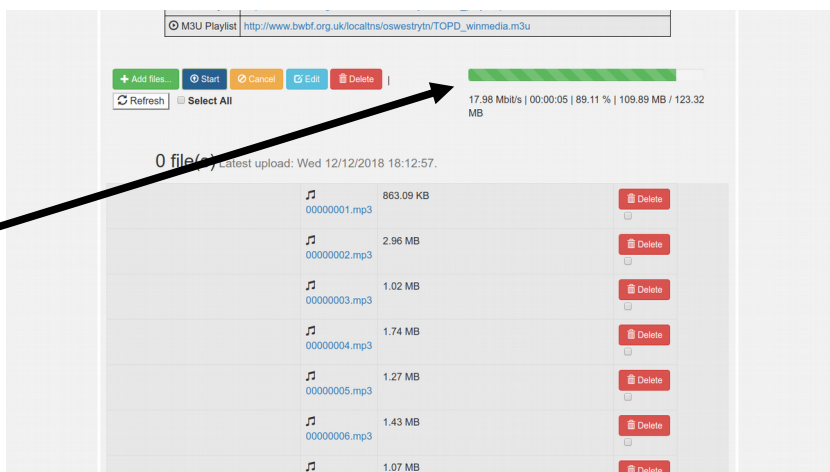 M3U Playlist http://www.bwbf.org.uk/localtns/oswestrytn/TOPD_winmedia.m3u
Add files... Start Cancel Edit Delete |
Refresh Select All
17.98 Mbit/s | 00:00:05 | 89.11 % | 109.89 MB / 123.32
MB
0 file(s) Latest upload: Wed 12/12/2018 18:12:57.
863.09 KB Delete
00000001.mp3
2.96 MB Delete
00000002.mp3
1.02 MB Delete
00000003.mp3
1.74 MB Delete
00000004.mp3
1.27 MB Delete
00000005.mp3
1.43 MB Delete
00000006.mp3
1.07 MB Delete